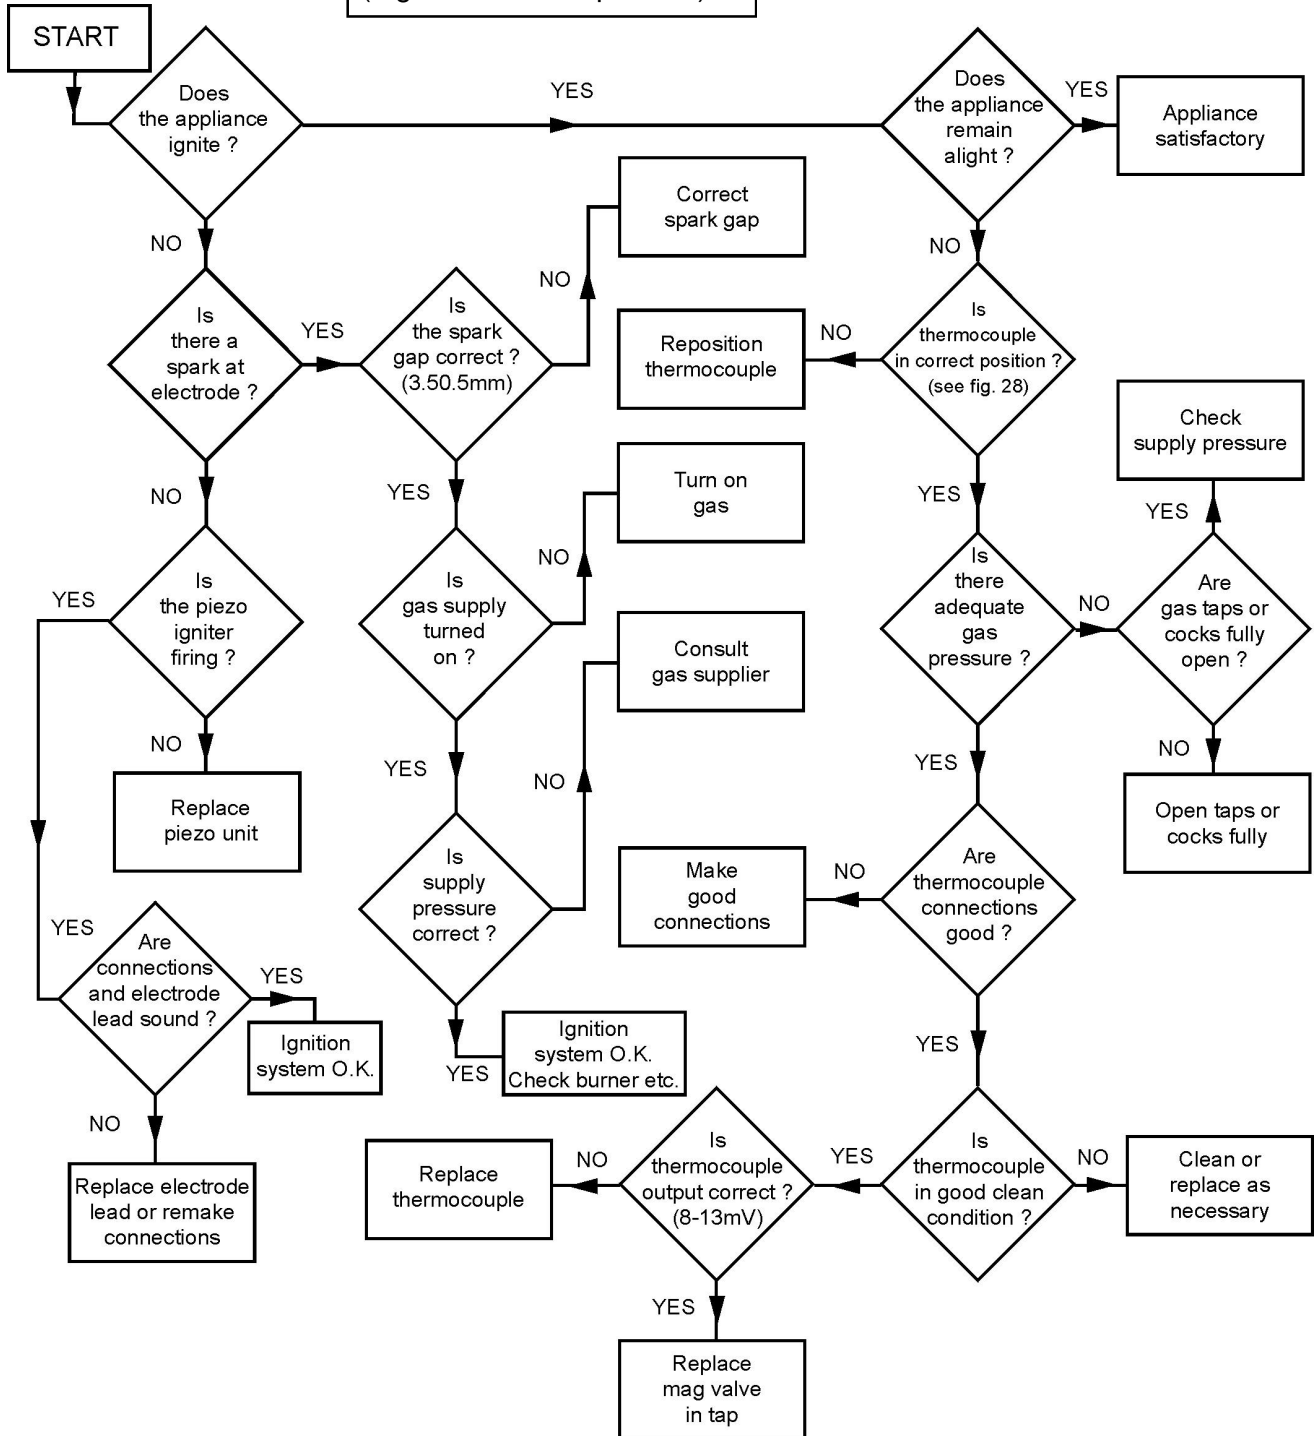 START
Does
the appliance
ignite ?
YES
Does
the appliance
remain
alight ?
YES
Appliance
satisfactory
NO
Correct
spark gap
NO
NO
Is
there a
spark at
electrode ?
YES
Is
the spark
gap correct ?
(3.50.5mm)
Reposition
thermocouple
NO
Is
thermocouple
in correct position ?
(see fig. 28)
Check
supply pressure
NO
YES
Turn on
gas
YES
YES
Is
the piezo
igniter
firing ?
YES
Is
gas supply
turned
on ?
NO
Is
there
adequate
gas
pressure ?
NO
Are
gas taps or
cocks fully
open ?
Consult
gas supplier
NO
Replace
piezo unit
YES
NO
YES
NO
Open taps or
cocks fully
Is
supply
pressure
correct ?
Make
good
connections
NO
Are
thermocouple
connections
good ?
YES
Are
connections
and electrode
lead sound ?
YES
Ignition
system O.K.
YES
Ignition
system O.K.
Check burner etc.
YES
NO
Replace electrode
lead or remake
connections
Replace
thermocouple
NO
Is
thermocouple
output correct ?
(8-13mV)
YES
Is
thermocouple
in good clean
condition ?
NO
Clean or
replace as
necessary
YES
Replace
mag valve
in tap